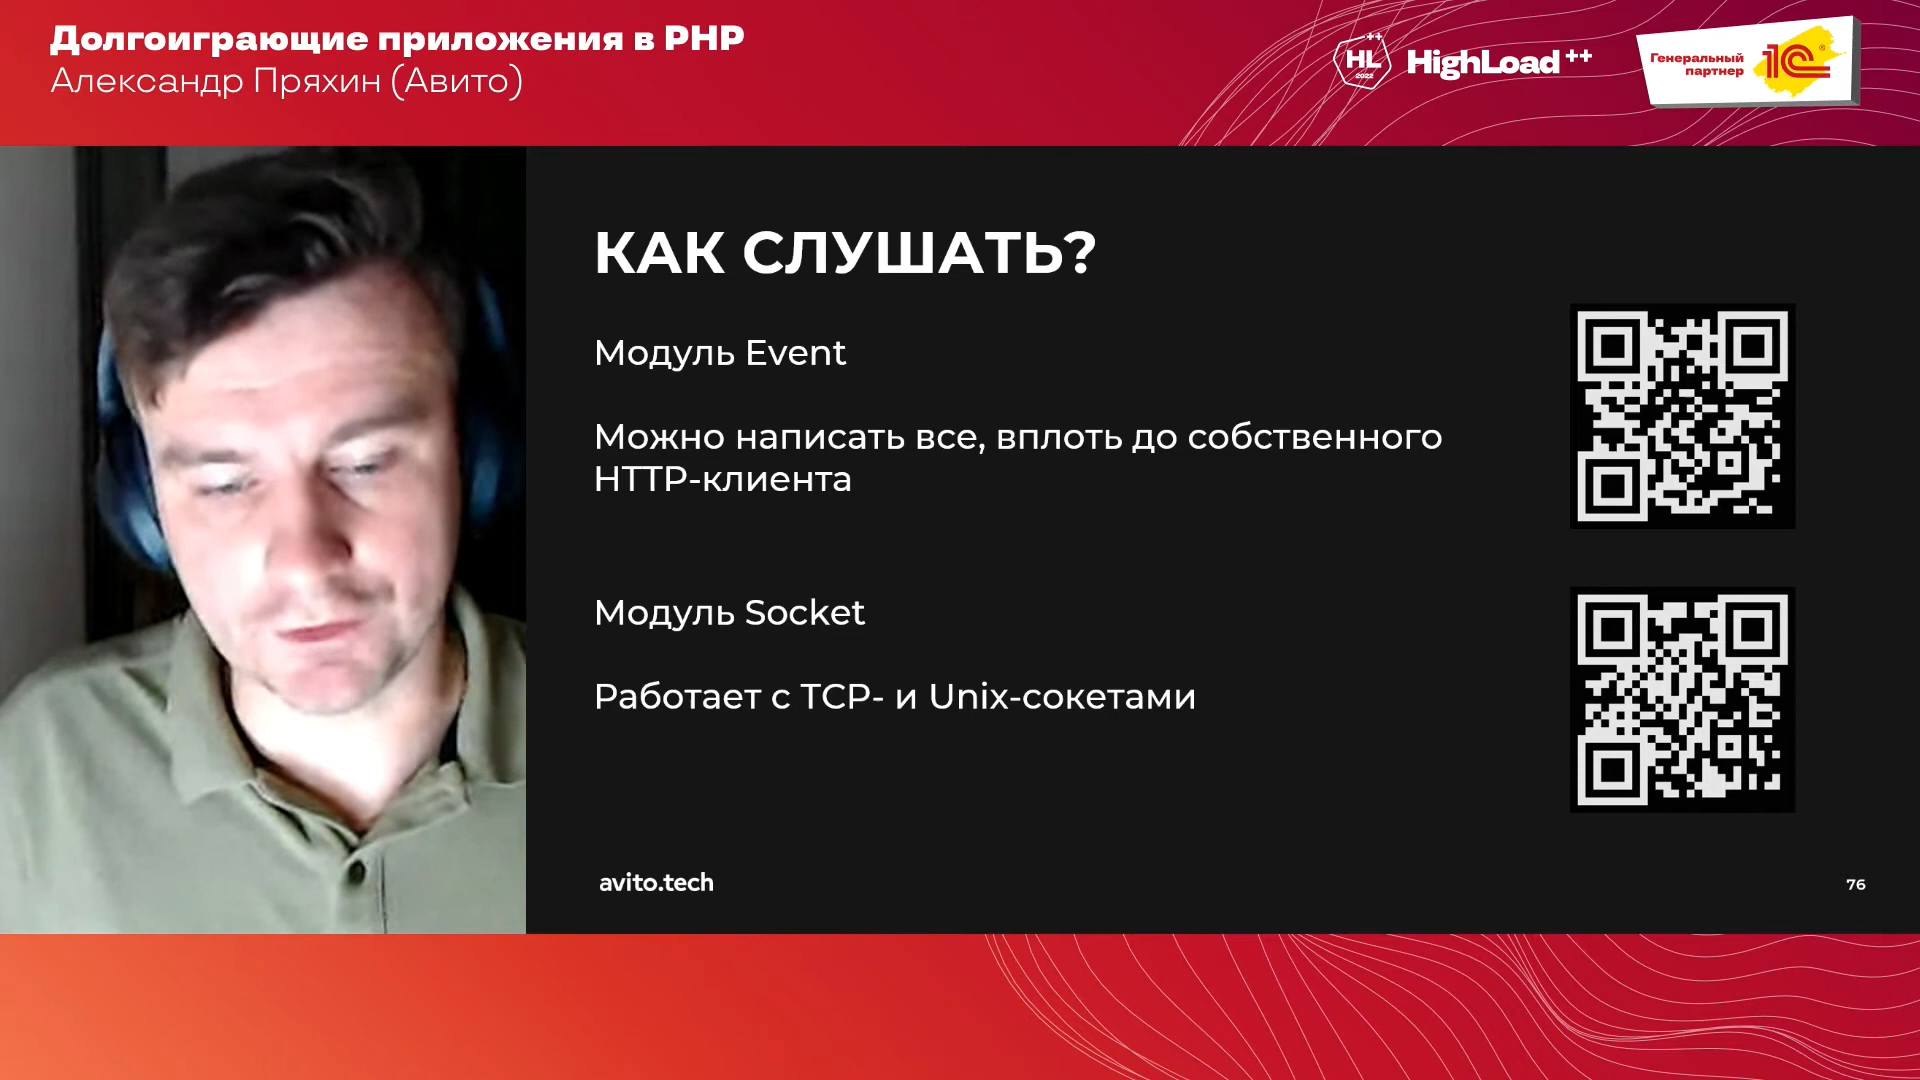 Долгоиграющие приложения в PHP
Александр Пряхин (Авито)
HL++
2022
HighLoad++
Генеральный
партнер
1С
КАК СЛУШАТЬ?
Модуль Event
Можно написать все, вплоть до собственного
HTTP-клиента
Модуль Socket
Работает с TCP- и Unix-сокетами
avito.tech
76